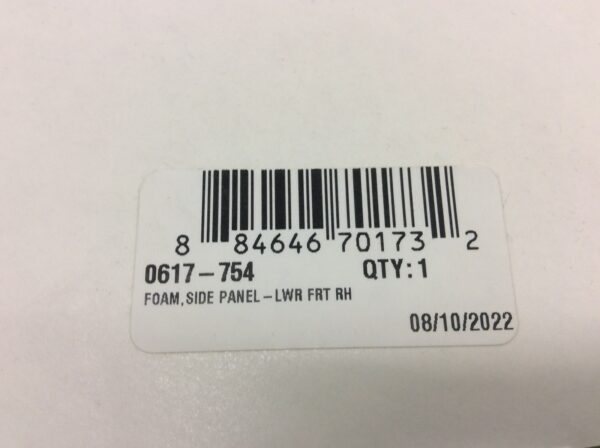 8 84646 70173 2
0617-754 QTY:1
FOAM,SIDE PANEL-LWR FRT RH
08/10/2022